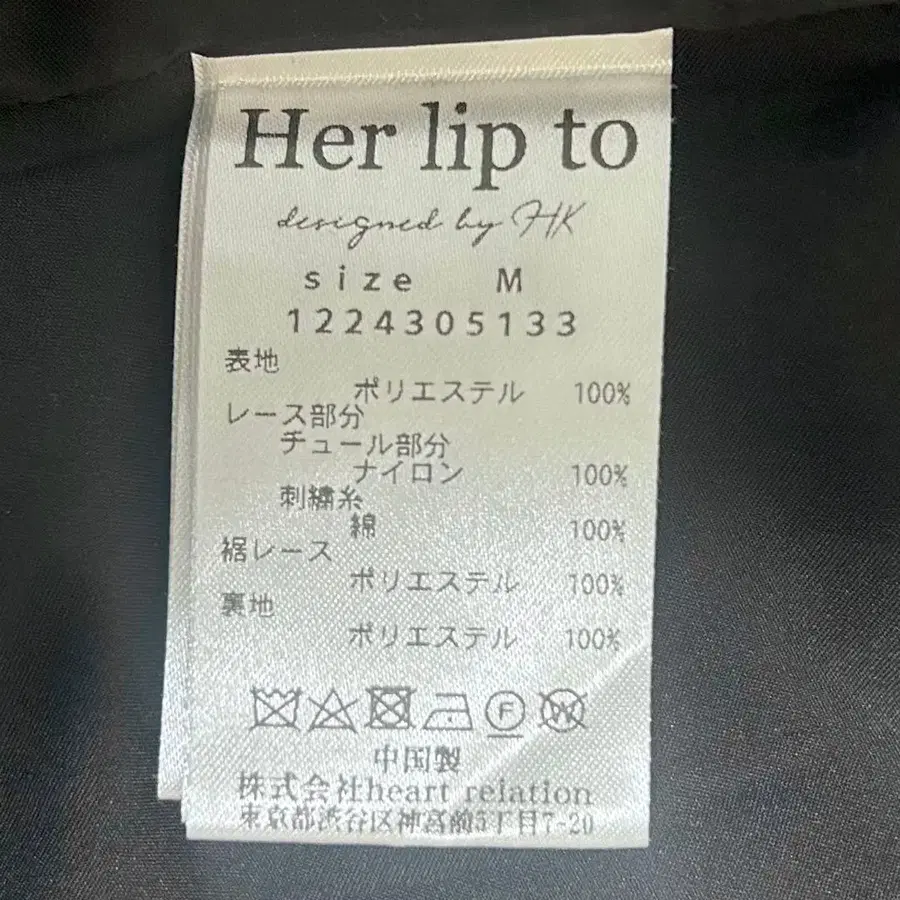 Her lip to
designed by HK
size M
1224305133
表地
ポリエステル 100%
レース部分
チュール部分
ナイロン 100%
刺繍糸
綿 100%
裾レース
ポリエステル 100%
裏地
ポリエステル 100%
F W
中国製
株式会社heart relation
東京都渋谷区神宮前5丁目7-20